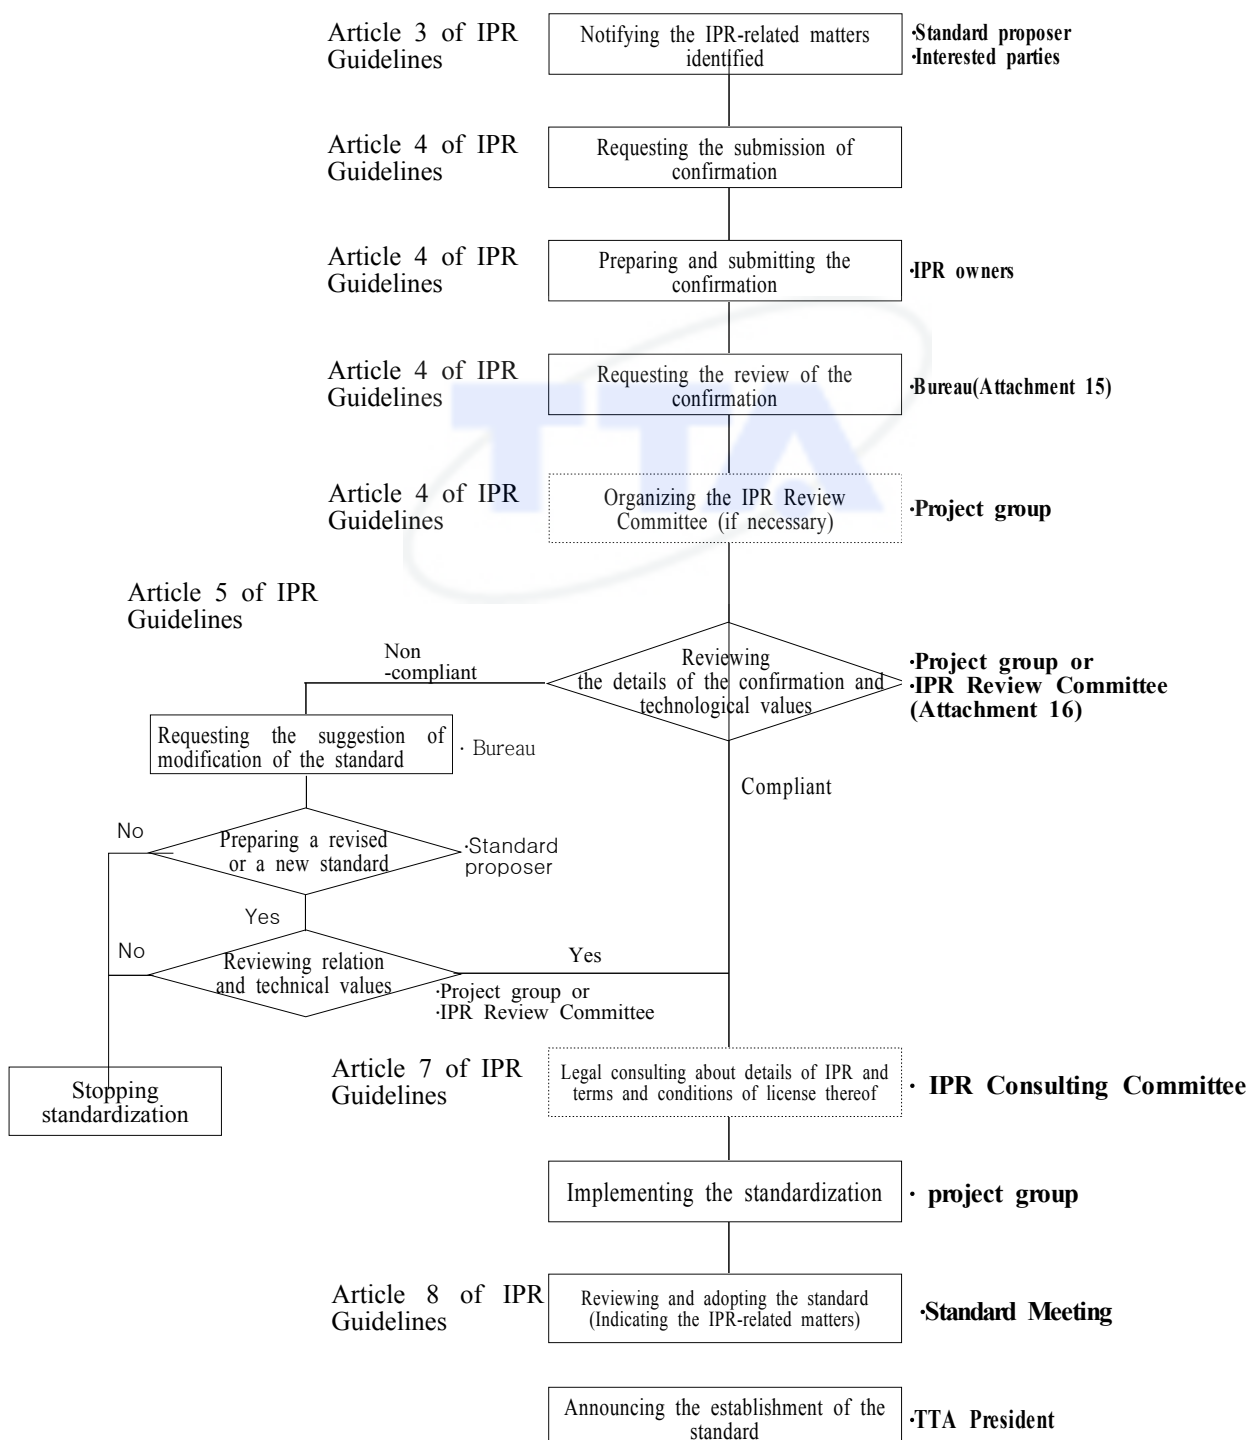 Article 3 of IPR
Guidelines
Notifying the IPR-related matters
identified
·Standard proposer
·Interested parties
Article 4 of IPR
Guidelines
Requesting the submission of
confirmation
Article 4 of IPR
Guidelines
Preparing and submitting the
confirmation
·IPR owners
Article 4 of IPR
Guidelines
Requesting the review of the
confirmation
·Bureau(Attachment 15)
TTA
Article 4 of IPR
Guidelines
Organizing the IPR Review
Committee (if necessary)
·Project group
Article 5 of IPR
Guidelines
Non
-compliant
Reviewing
the details of the confirmation and
technological values
·Project group or
·IPR Review Committee
(Attachment 16)
Requesting the suggestion of
modification of the standard
· Bureau
Compliant
No
Preparing a revised
or a new standard
·Standard
proposer
Yes
No
Reviewing relation
and technical values
Yes
·Project group or
·IPR Review Committee
Stopping
standardization
Article 7 of IPR
Guidelines
Legal consulting about details of IPR and
terms and conditions of license thereof
· IPR Consulting Committee
Implementing the standardization
· project group
Article 8 of IPR
Guidelines
Reviewing and adopting the standard
(Indicating the IPR-related matters)
·Standard Meeting
Announcing the establishment of the
standard
·TTA President